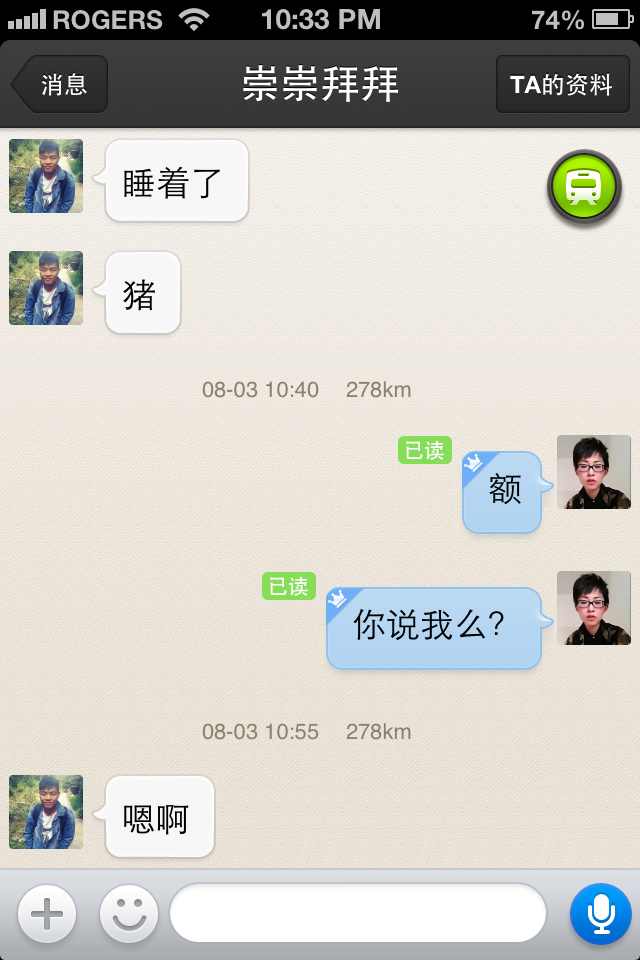 ROGERS 10:33 PM 74%
消息 崇崇拜拜 TA的资料
睡着了
猪
08-03 10:40 278km
已读
额
已读
你说我么?
08-03 10:55 278km
嗯啊